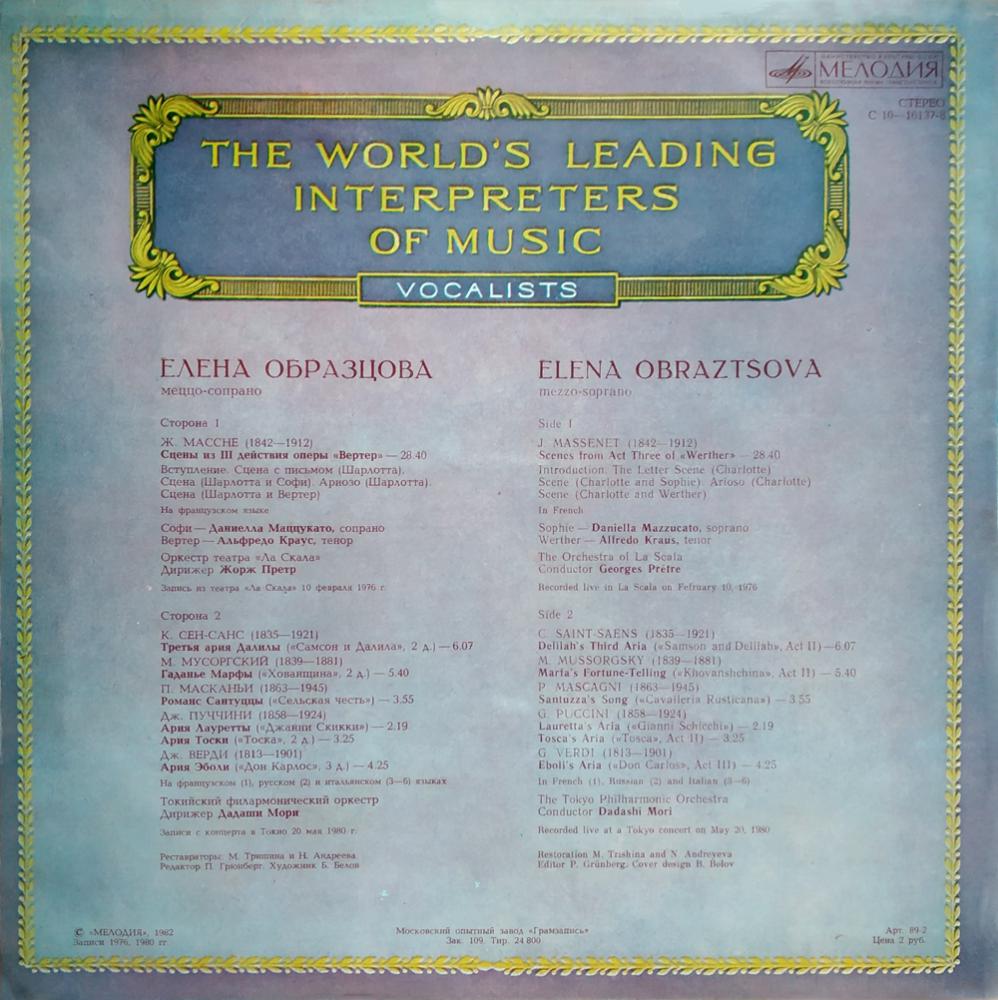 МЕЛОДИЯ
СТЕРЕО
С 10—16137-8
THE WORLD'S LEADING
INTERPRETERS
OF MUSIC
VOCALISTS
ЕЛЕНА ОБРАЗЦОВА
меццо-сопрано
Сторона 1
Ж. МАССНЕ (1842—1912)
Сцены из III действия оперы «Вертер» — 28.40
Вступление. Сцена с письмом (Шарлотта).
Сцена (Шарлотта и Софи). Ариозо (Шарлотта).
Сцена (Шарлотта и Вертер)
На французском языке
Софи — Даниелла Маццукато, сопрано
Вертер — Альфредо Краус, тенор
Оркестр театра «Ла Скала»
Дирижер Жорж Претр
Запись из театра «Ла Скала» 10 февраля 1976 г.
Сторона 2
К. СЕН-САНС (1835—1921)
Третья ария Далилы («Самсон и Далила», 2 д.) — 6.07
М. МУСОРГСКИЙ (1839—1881)
Гаданье Марфы («Хованщина», 2 д.) — 5.40
П. МАСКАНЬИ (1863—1945)
Романс Сантуццы («Сельская честь») — 3.55
Дж. ПУЧЧИНИ (1858—1924)
Ария Лауретты («Джанни Скикки») — 2.19
Ария Тоски («Тоска», 2 д.) — 3.25
Дж. ВЕРДИ (1813—1901)
Ария Эболи («Дон Карлос», 3 д.) — 4.25
На французском (1), русском (2) и итальянском (3—6) языках
Токийский филармонический оркестр
Дирижер Дадаши Мори
Записи с концерта в Токио 20 мая 1980 г.
Реставраторы: М. Тришина и Н. Андреева
Редактор П. Грюнберг. Художник Б. Белов
ELENA OBRAZTSOVA
mezzo-soprano
Side 1
J. MASSENET (1842—1912)
Scenes from Act Three of «Werther» — 28.40
Introduction. The Letter Scene (Charlotte)
Scene (Charlotte and Sophie). Arioso (Charlotte)
Scene (Charlotte and Werther)
In French
Sophie — Daniella Mazzucato, soprano
Werther — Alfredo Kraus, tenor
The Orchestra of La Scala
Conductor Georges Prêtre
Recorded live in La Scala on Fefruary 10, 1976
Side 2
C. SAINT-SAENS (1835—1921)
Delilah's Third Aria («Samson and Delilah», Act II) — 6.07
M. MUSSORGSKY (1839—1881)
Marfa's Fortune-Telling («Khovanshchina», Act II) — 5.40
P. MASCAGNI (1863—1945)
Santuzza's Song («Cavalleria Rusticana») — 3.55
G. PUCCINI (1858—1924)
Lauretta's Aria («Gianni Schicchi») — 2.19
Tosca's Aria («Tosca», Act II) — 3.25
G. VERDI (1813—1901)
Eboli's Aria («Don Carlos», Act III) — 4.25
In French (1), Russian (2) and Italian (3—6)
The Tokyo Philharmonic Orchestra
Conductor Dadashi Mori
Recorded live at a Tokyo concert on May 20, 1980
Restoration M. Trishina and N. Andreyeva
Editor P. Grünberg. Cover design B. Belov
© «МЕЛОДИЯ», 1982
Записи 1976, 1980 гг.
Московский опытный завод «Грамзапись»
Зак. 109. Тир. 24 800
Арт. 89-2
Цена 2 руб.